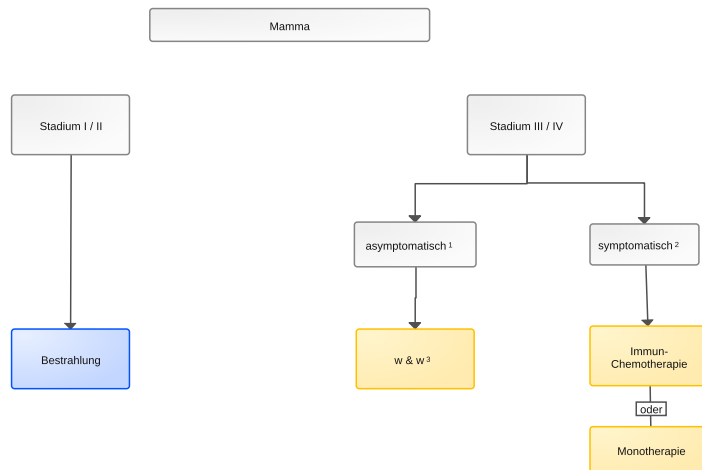 Mamma
Stadium I / II
Stadium III / IV
asymptomatisch 1
symptomatisch 2
Bestrahlung
w & w 3
Immun-
Chemotherapie
oder
Monotherapie